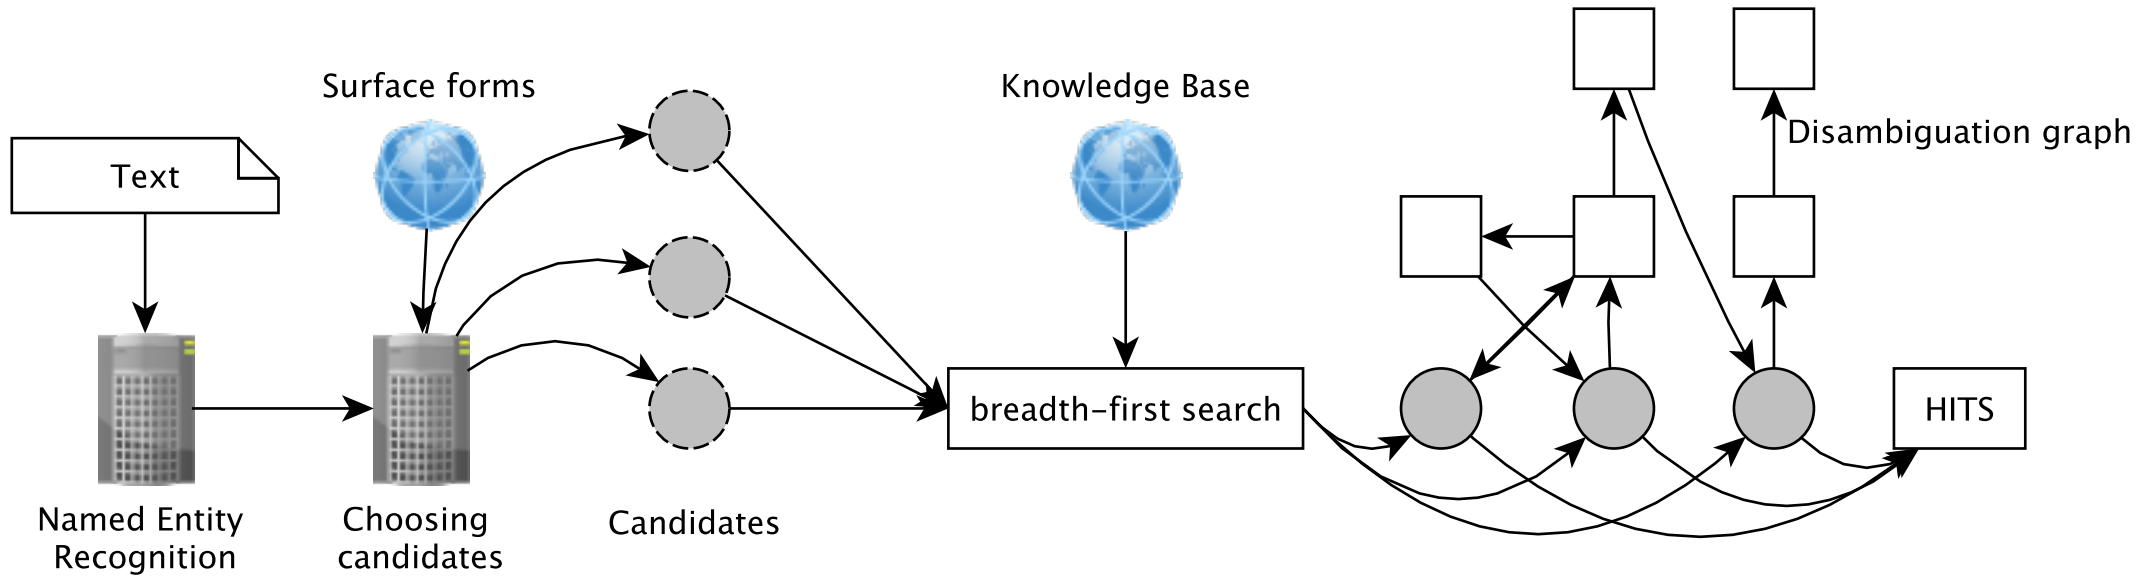 Surface forms
Knowledge Base
Disambiguation graph
Text
breadth-first search
HITS
Named Entity
Recognition
Choosing
candidates
Candidates